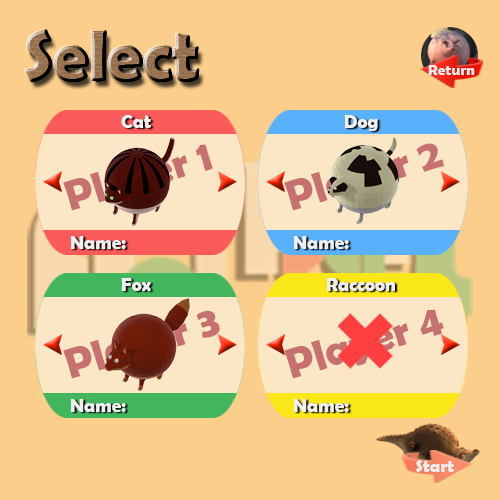 Select
Return
Cat
Player 1
Name:
Dog
Player 2
Name:
Fox
Player 3
Name:
Raccoon
Player 4
Name:
Start